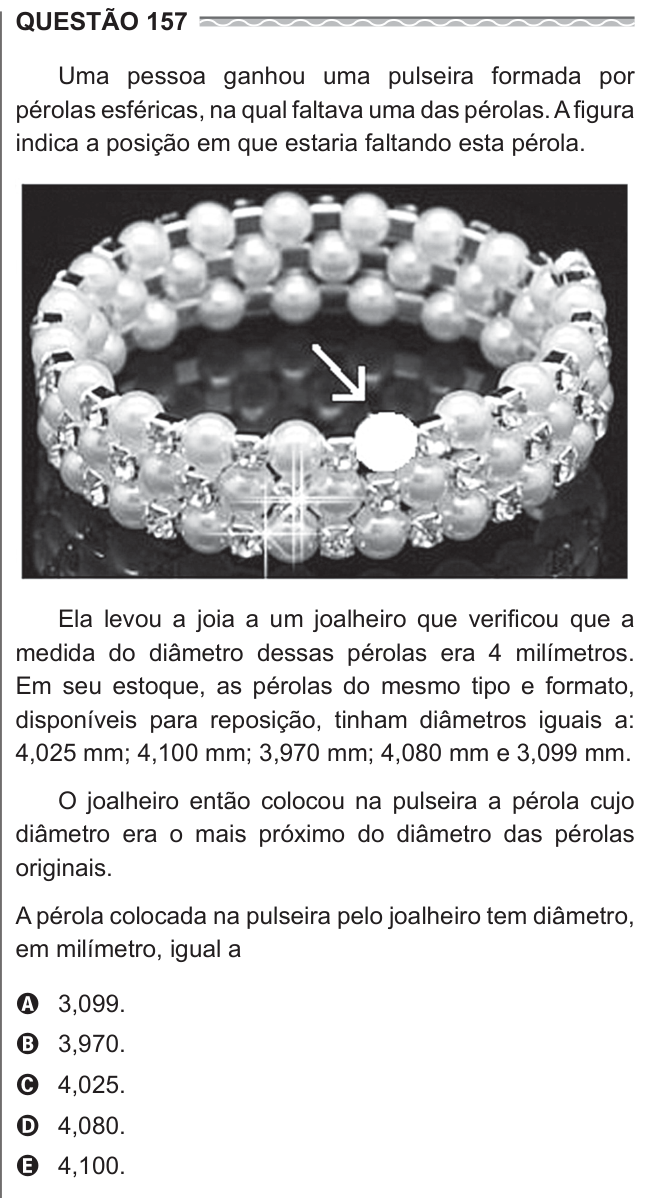 QUESTÃO 157
Uma pessoa ganhou uma pulseira formada por
pérolas esféricas, na qual faltava uma das pérolas. A figura
indica a posição em que estaria faltando esta pérola.
Ela levou a joia a um joalheiro que verificou que a
medida do diâmetro dessas pérolas era 4 milímetros.
Em seu estoque, as pérolas do mesmo tipo e formato,
disponíveis para reposição, tinham diâmetros iguais a:
4,025 mm; 4,100 mm; 3,970 mm; 4,080 mm e 3,099 mm.
O joalheiro então colocou na pulseira a pérola cujo
diâmetro era o mais próximo do diâmetro das pérolas
originais.
A pérola colocada na pulseira pelo joalheiro tem diâmetro,
em milímetro, igual a
A 3,099.
B 3,970.
C 4,025.
D 4,080.
E 4,100.